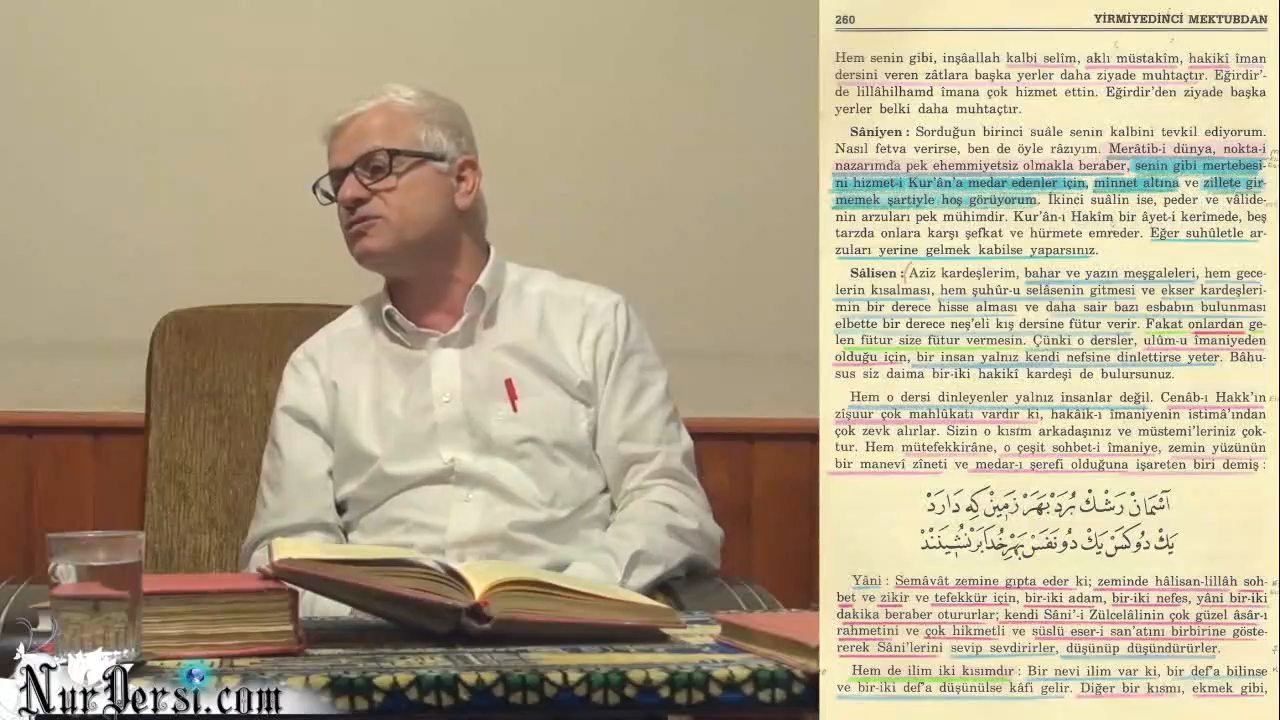 260 YİRMİYEDİNCİ MEKTUBDAN
Hem senin gibi, inşâallah kalbi selîm, aklı müstakîm, hakikî îman
dersini veren zâtlara başka yerler daha ziyade muhtaçtır. Eğirdir'-
de lillâhilhamd îmana çok hizmet ettin. Eğirdir'den ziyade başka
yerler belki daha muhtaçtır.
Sâniyen : Sorduğun birinci suâle senin kalbini tevkil ediyorum.
Nasıl fetva verirse, ben de öyle râzıyım. Merâtib-i dünya, nokta-i
nazarımda pek ehemmiyetsiz olmakla beraber, senin gibi mertebesi-
ni hizmet-i Kur'ân'a medar edenler için, minnet altına ve zillete gir-
memek şartiyle hoş görüyorum. İkinci suâlin ise, peder ve vâlide-
nin arzuları pek mühimdir. Kur'ân-ı Hakîm bir âyet-i kerîmede, beş
tarzda onlara karşı şefkat ve hürmete emreder. Eğer suhûletle ar-
zuları yerine gelmek kabilse yaparsınız.
Sâlisen : Aziz kardeşlerim, bahar ve yazın meşgaleleri, hem gece-
lerin kısalması, hem şuhûr-u selâsenin gitmesi ve ekser kardeşleri-
min bir derece hisse alması ve daha sair bazı esbabın bulunması
elbette bir derece neş'eli kış dersine fütur verir. Fakat onlardan ge-
len fütur size fütur vermesin. Çünki o dersler, ulûm-u îmaniyeden
olduğu için, bir insan yalnız kendi nefsine dinlettirse yeter. Bâhu-
sus siz daima bir-iki hakikî kardeşi de bulursunuz.
Hem o dersi dinleyenler yalnız insanlar değil. Cenâb-ı Hakk'ın
zîşuur çok mahlûkatı vardır ki, hakâik-ı îmaniyenin istimâ'ından
çok zevk alırlar. Sizin o kısım arkadaşınız ve müstemi'leriniz çok-
tur. Hem mütefekkirâne, o çeşit sohbet-i îmaniye, zemin yüzünün
bir manevî zîneti ve medar-ı şerefi olduğuna işareten biri demiş :
آسْمَانْ رَشْكْ بُرَدْ بَهَرْ زَمِينْ كِه دَارَدْ
يَكْ دُو كَسْ يَكْ دُو نَفَسْ بَهْرِ خُدَا بَرْ نِشِينَنْدْ
Yâni : Semâvât zemine gıpta eder ki; zeminde hâlisan-lillâh soh-
bet ve zikir ve tefekkür için, bir-iki adam, bir-iki nefes, yâni bir-iki
dakika beraber otururlar; kendi Sâni'-i Zülcelâlinin çok güzel âsâr-ı
rahmetini ve çok hikmetli ve süslü eser-i san'atını birbirine göste-
rerek Sâni'lerini sevip sevdirirler, düşünüp düşündürürler.
Hem de ilim iki kısımdır : Bir nevi ilim var ki, bir def'a bilinse
ve bir-iki def'a düşünülse kâfi gelir. Diğer bir kısmı, ekmek gibi,
NurDersi.com